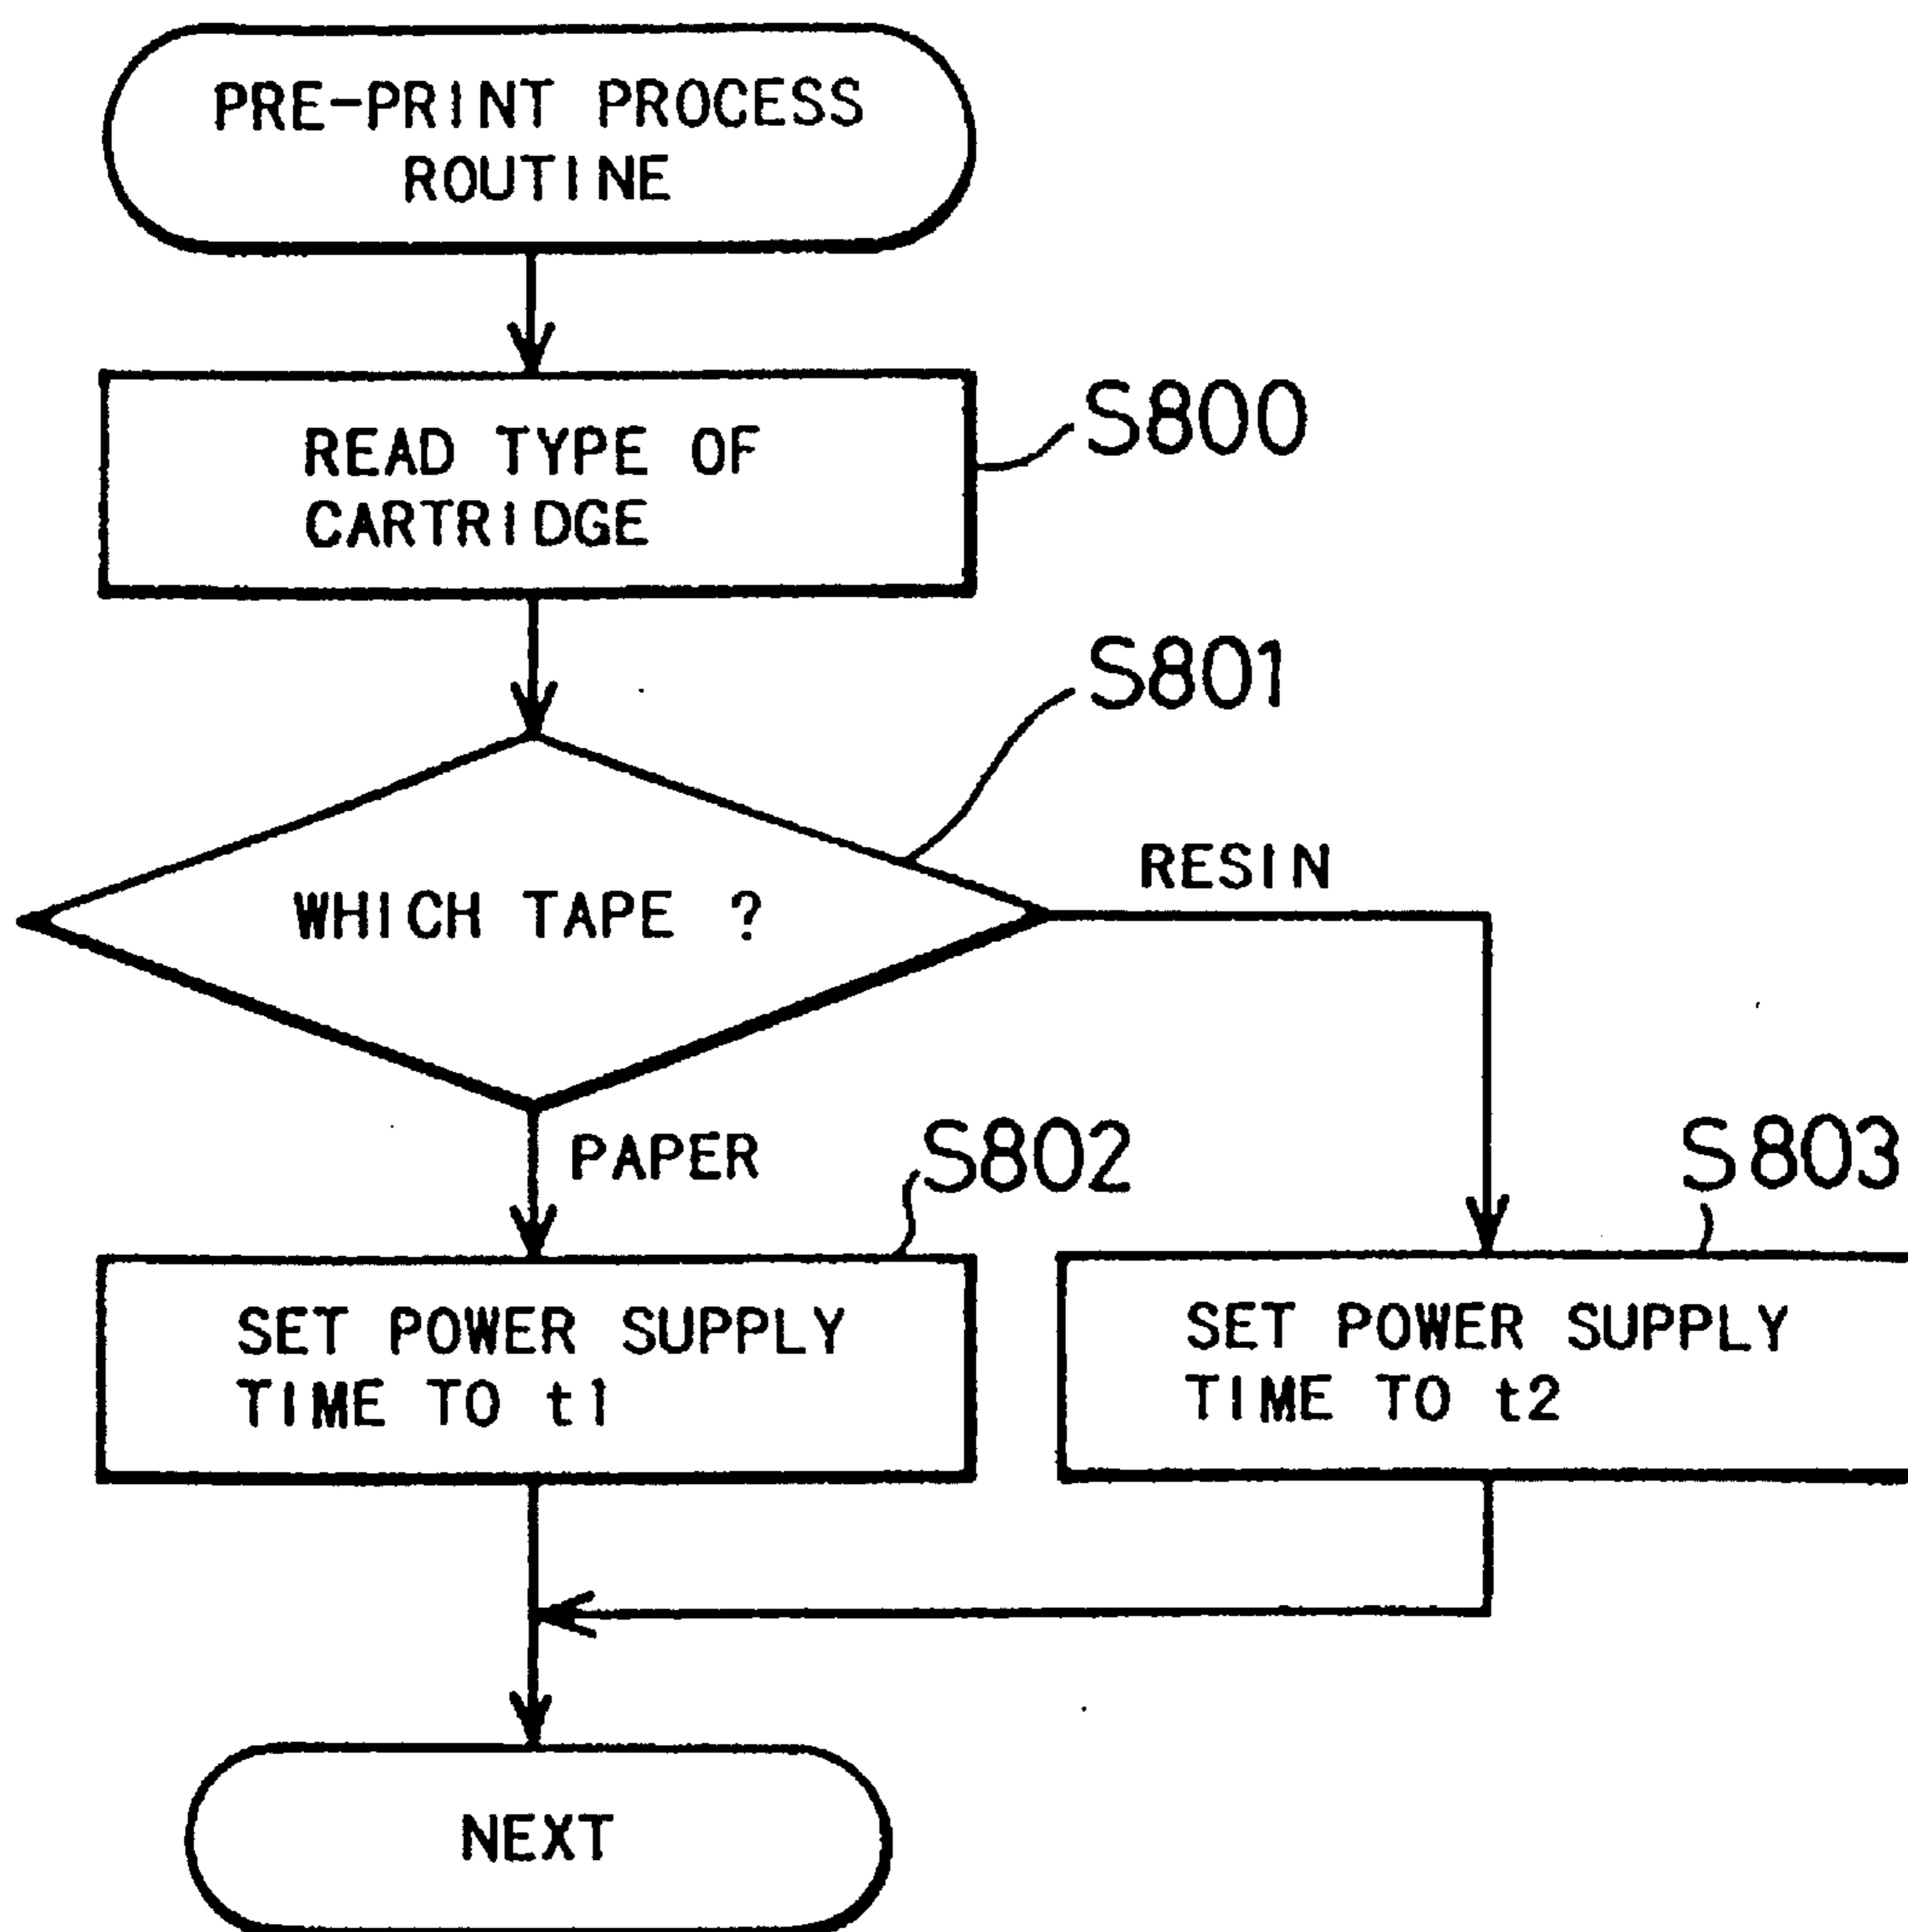 PRE-PRINT PROCESS
ROUTINE
READ TYPE OF
CARTRIDGE
S800
S801
WHICH TAPE ?
RESIN
PAPER
S802
S803
SET POWER SUPPLY
TIME TO t1
SET POWER SUPPLY
TIME TO t2
NEXT